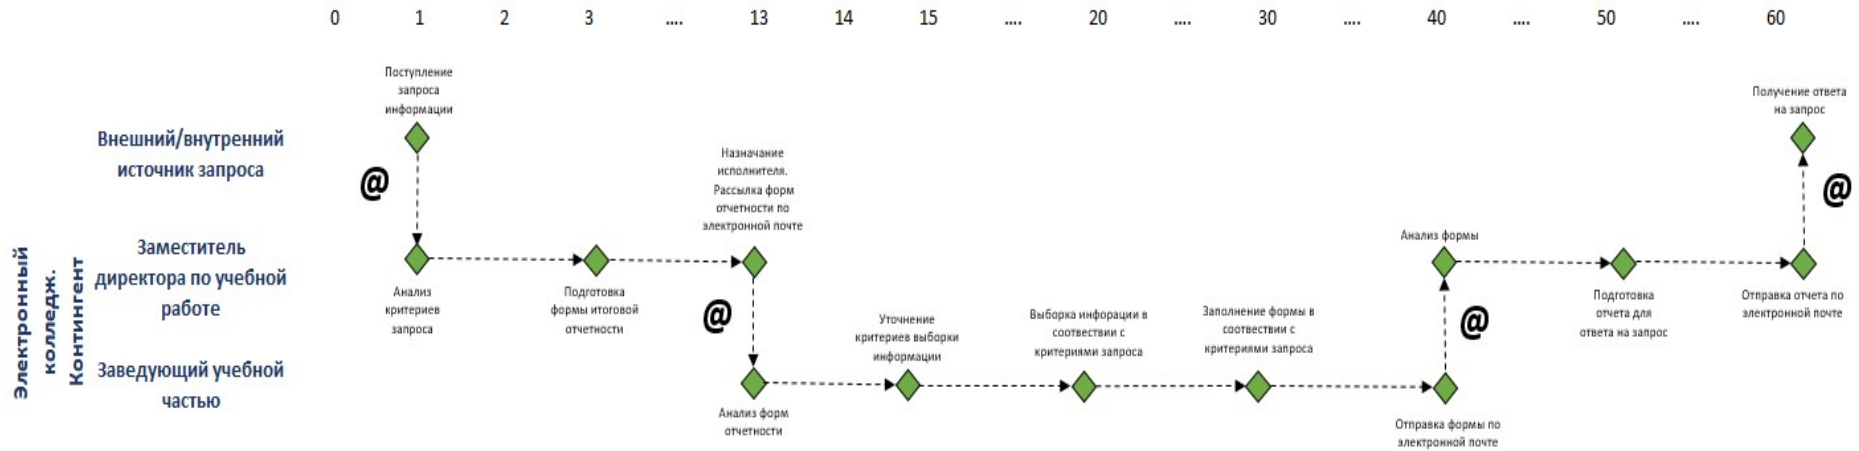 0 1 2 3 .... 13 14 15 .... 20 .... 30 .... 40 .... 50 .... 60
Поступление
запроса
информации
Получение ответа
на запрос
Внешний/внутренний
источник запроса
@
@
Назначание
исполнителя.
Рассылка форм
отчетности по
электронной почте
Электронный
колледж.
Контингент
Заместитель
директора по учебной
работе
Анализ формы
Анализ
критериев
запроса
Подготовка
формы итоговой
отчетности
@
@
Подготовка
отчета для
ответа на запрос
Отправка отчета по
электронной почте
Уточнение
критериев выборки
информации
Выборка инфорации в
соотвествии с
критериями запроса
Заполнение формы в
соотвествии с
критериями запроса
Заведующий учебной
частью
Анализ форм
отчетности
Отправка формы по
электронной почте